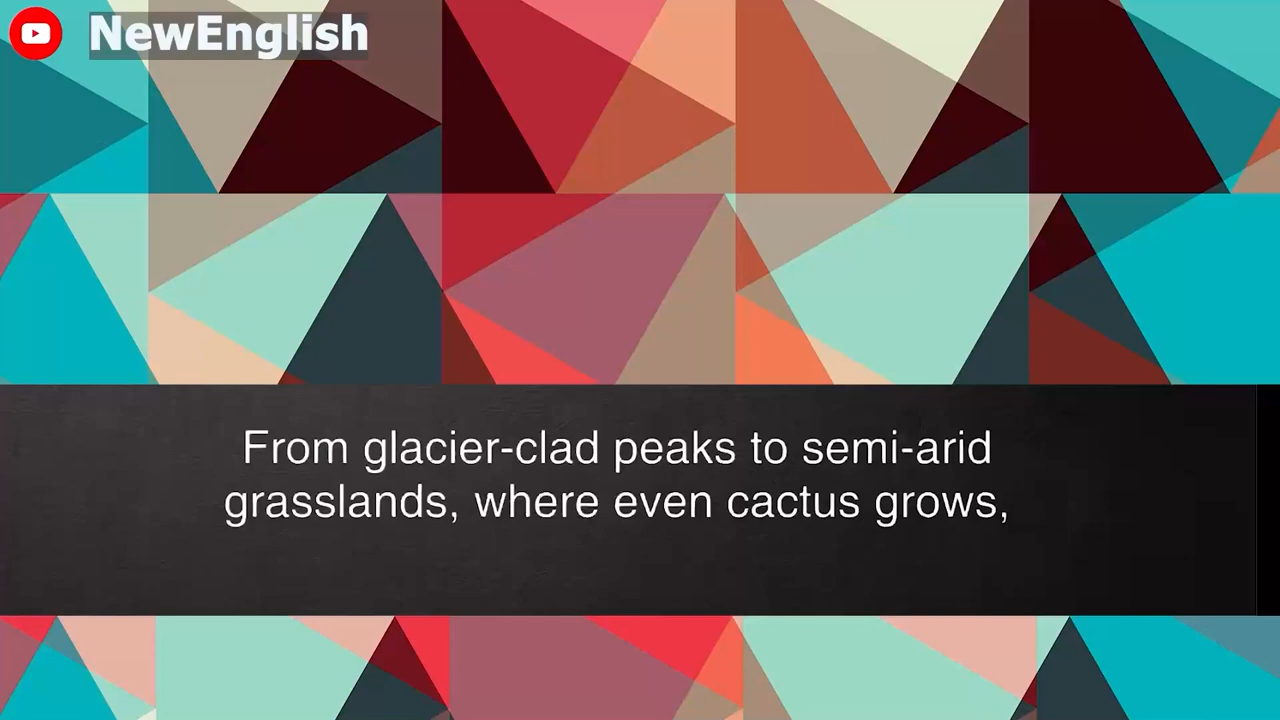 NewEnglish
From glacier-clad peaks to semi-arid
grasslands, where even cactus grows,